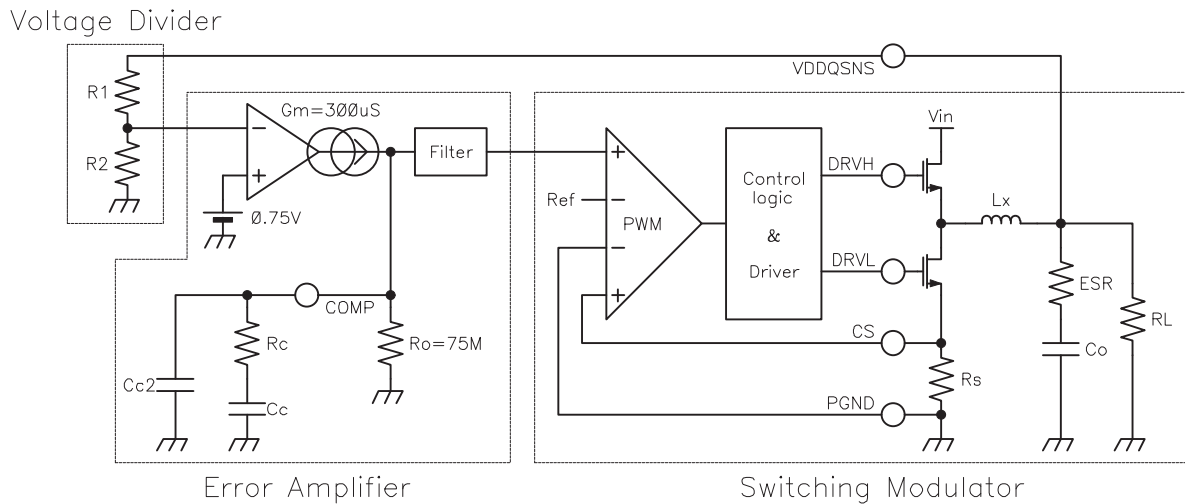 Voltage Divider
VDDQSNS
R1
Gm=300uS
Vin
R2
Filter
DRVH
Control
logic
&
Driver
Lx
Ref
PWM
0.75V
DRVL
ESR
COMP
CS
RL
Rc
Ro=75M
Co
Cc2
Rs
Cc
PGND
Error Amplifier
Switching Modulator